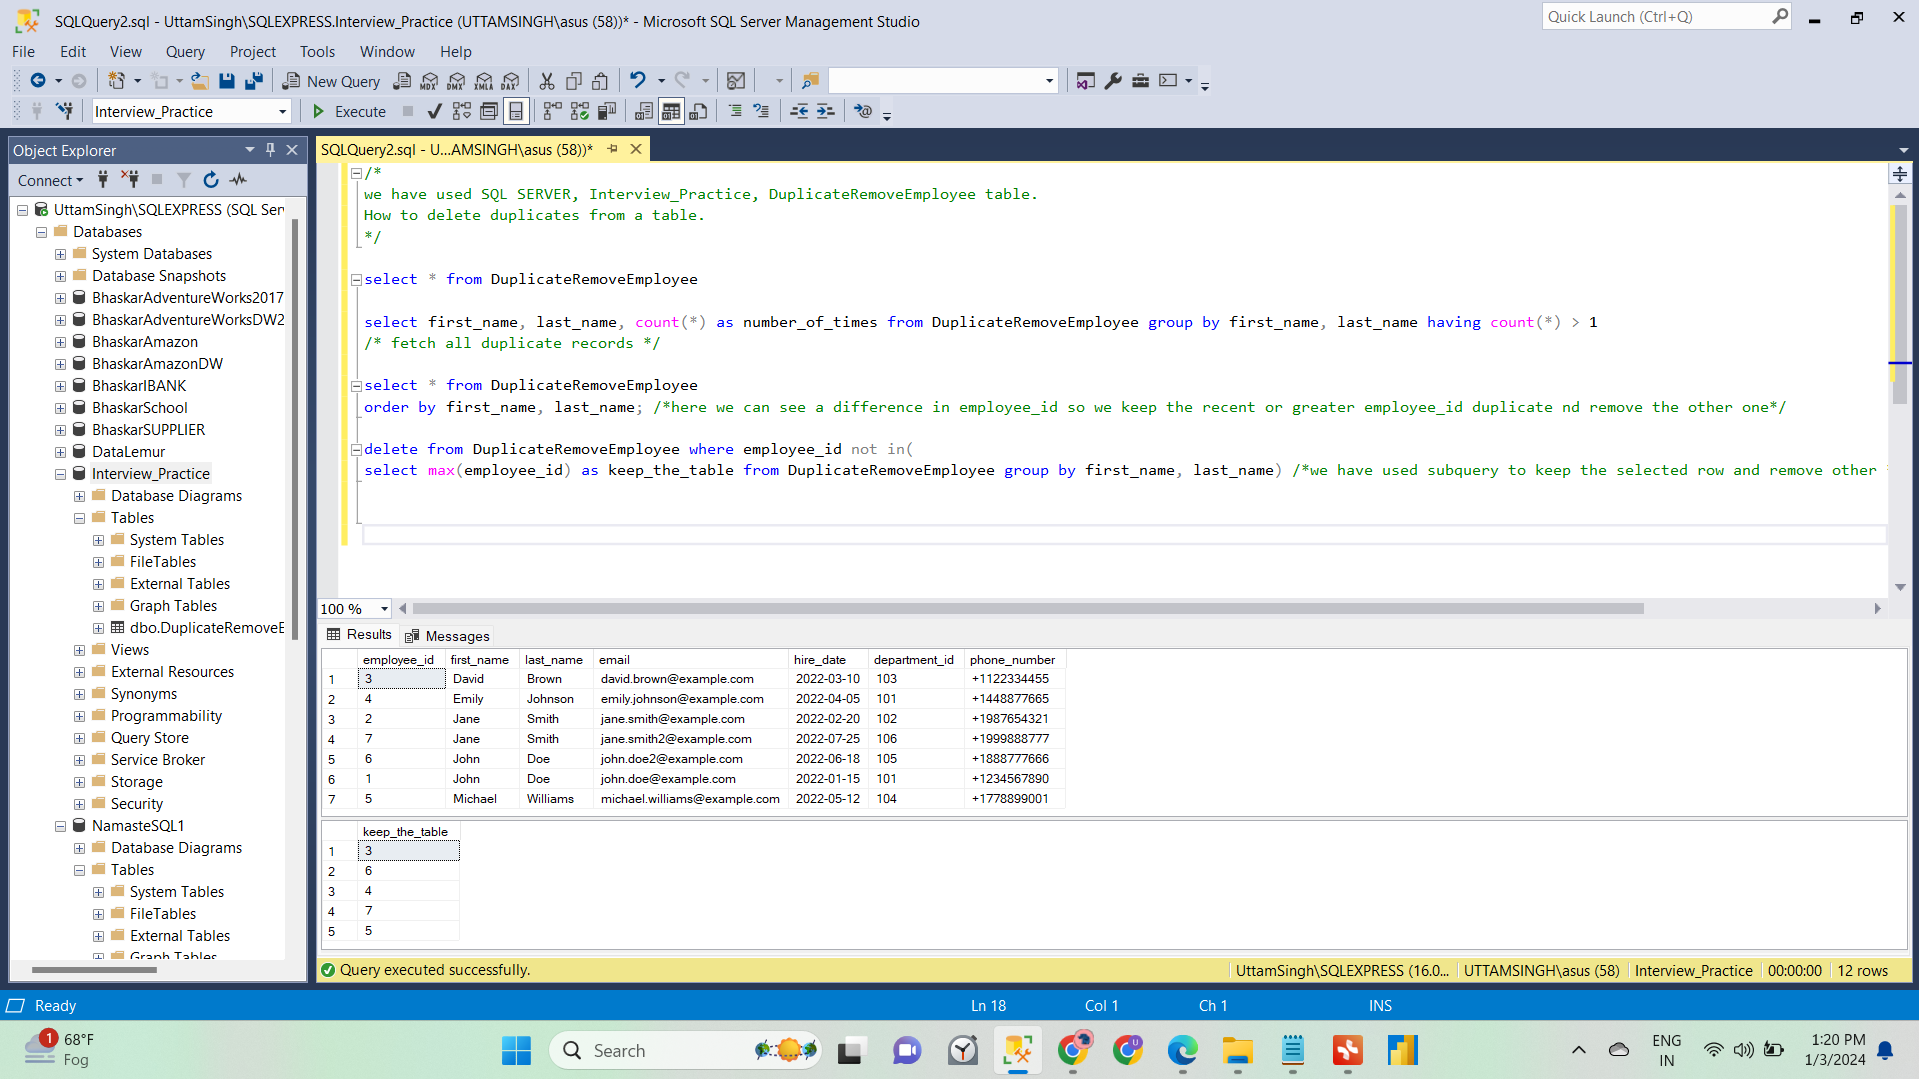 SQLQuery2.sql - UttamSingh\SQLEXPRESS.Interview_Practice (UTTAMSINGH\asus (58))* - Microsoft SQL Server Management Studio
Quick Launch (Ctrl+Q)
File Edit View Query Project Tools Window Help
New Query MDX DMX XMLA DAX
Interview_Practice Execute
Object Explorer
Connect
UttamSingh\SQLEXPRESS (SQL Ser
Databases
System Databases
Database Snapshots
BhaskarAdventureWorks2017
BhaskarAdventureWorksDW2
BhaskarAmazon
BhaskarAmazonDW
BhaskarIBANK
BhaskarSchool
BhaskarSUPPLIER
DataLemur
Interview_Practice
Database Diagrams
Tables
System Tables
FileTables
External Tables
Graph Tables
dbo.DuplicateRemoveE
Views
External Resources
Synonyms
Programmability
Query Store
Service Broker
Storage
Security
NamasteSQL1
Database Diagrams
Tables
System Tables
FileTables
External Tables
Graph Tables
SQLQuery2.sql - U...AMSINGH\asus (58))*
/*
we have used SQL SERVER, Interview_Practice, DuplicateRemoveEmployee table.
How to delete duplicates from a table.
*/
select * from DuplicateRemoveEmployee
select first_name, last_name, count(*) as number_of_times from DuplicateRemoveEmployee group by first_name, last_name having count(*) > 1
/* fetch all duplicate records */
select * from DuplicateRemoveEmployee
order by first_name, last_name; /*here we can see a difference in employee_id so we keep the recent or greater employee_id duplicate nd remove the other one*/
delete from DuplicateRemoveEmployee where employee_id not in(
select max(employee_id) as keep_the_table from DuplicateRemoveEmployee group by first_name, last_name) /*we have used subquery to keep the selected row and remove other
100 %
Results Messages
employee_id first_name last_name email hire_date department_id phone_number
1 3 David Brown david.brown@example.com 2022-03-10 103 +1122334455
2 4 Emily Johnson emily.johnson@example.com 2022-04-05 101 +1448877665
3 2 Jane Smith jane.smith@example.com 2022-02-20 102 +1987654321
4 7 Jane Smith jane.smith2@example.com 2022-07-25 106 +1999888777
5 6 John Doe john.doe2@example.com 2022-06-18 105 +1888777666
6 1 John Doe john.doe@example.com 2022-01-15 101 +1234567890
7 5 Michael Williams michael.williams@example.com 2022-05-12 104 +1778899001
keep_the_table
1 3
2 6
3 4
4 7
5 5
Query executed successfully. UttamSingh\SQLEXPRESS (16.0... UTTAMSINGH\asus (58) Interview_Practice 00:00:00 12 rows
Ready Ln 18 Col 1 Ch 1 INS
1 68°F
Fog
Search
ENG
IN
1:20 PM
1/3/2024